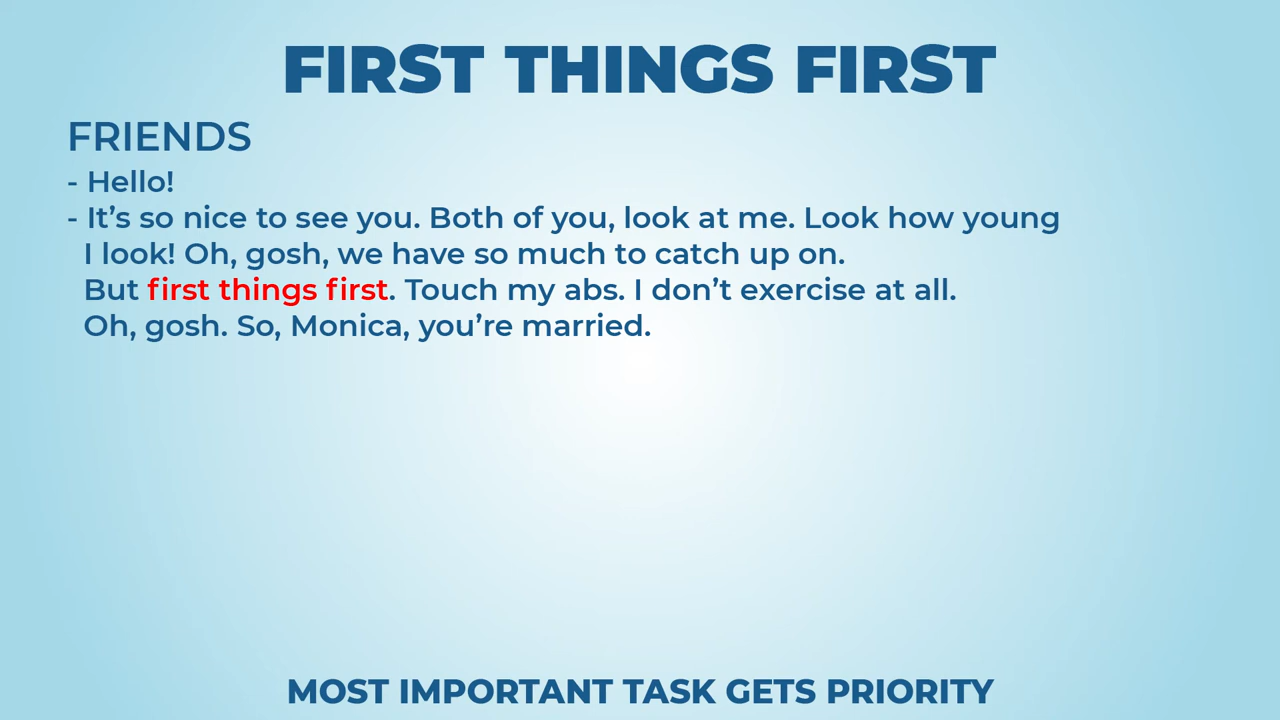 FIRST THINGS FIRST
FRIENDS
- Hello!
- It’s so nice to see you. Both of you, look at me. Look how young
I look! Oh, gosh, we have so much to catch up on.
But first things first. Touch my abs. I don’t exercise at all.
Oh, gosh. So, Monica, you’re married.
MOST IMPORTANT TASK GETS PRIORITY